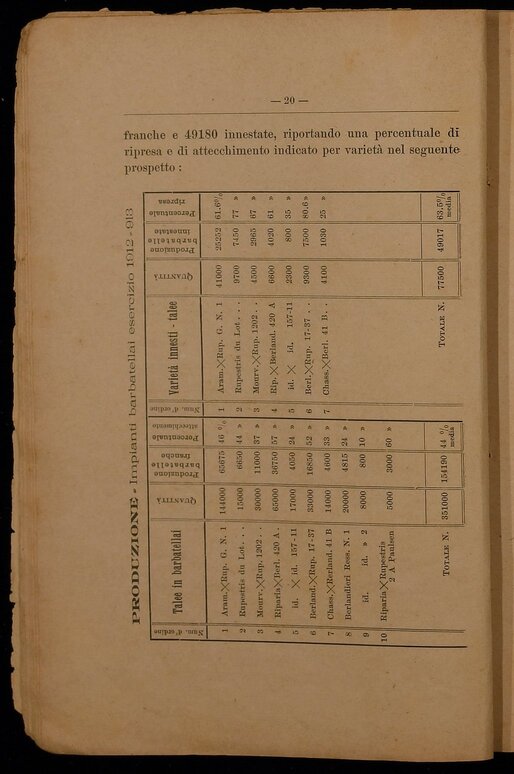 — 20 —
franche e 49180 innestate, riportando una percentuale di
ripresa e di attecchimento indicato per varietà nel seguente
prospetto :
PRODUZIONE - Impianti barbatellai esercizio 1912-913
Num. d'ordine Talee in barbatellai Quantità Produzione barbatelle franche Percentuale Num. d'ordine Varietà innesti - talee Quantità Produzione barbatelle innestate Percentuale ripresa
1 Aram.╳Rup. G. N. 1 144000 65675 46 % 1 Aram.╳Rup. G. N. 1 41000 25252 61.6%
2 Rupestris du Lot. . . 15000 6650 44 » 2 Rupestris du Lot. . . 9700 7450 77 »
3 Mourv.╳Rup. 1202 . . 30000 11000 37 » 3 Mourv.╳Rup. 1202 . . 4500 2965 67 »
4 Riparia╳Berl. 420 A . 65000 36750 57 » 4 Rip. ╳ Berland. 420 A 6600 4020 61 »
5 id. ╳ id. 157-11 17000 4050 24 » 5 id. ╳ id. 157-11 2300 800 35 »
6 Berland.╳Rup. 17-37 33000 16850 52 » 6 Berl.╳Rup. 17-37 . . 9300 7500 80.6 »
7 Chass.╳Berland. 41 B 14000 4600 33 » 7 Chass.╳Berl. 41 B. . 4100 1030 25 »
8 Berlandieri Ress. N. 1 20000 4815 24 »
9 id. id. » 2 8000 800 10 »
10 Riparia╳Rupestris
2 A Paulsen 5000 3000 60 »
Totale N. 351000 154190 44 % media Totale N. 77500 49017 63.5% media